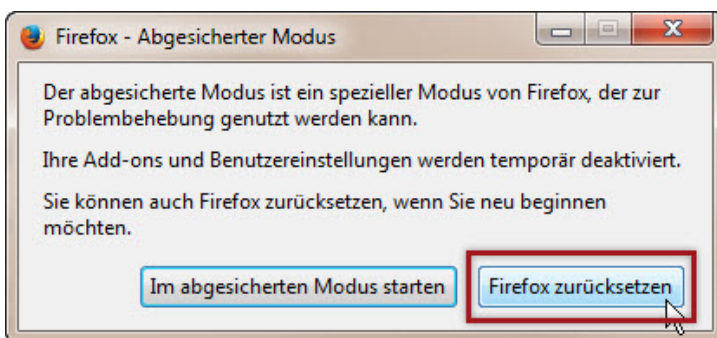 Firefox - Abgesicherter Modus
Der abgesicherte Modus ist ein spezieller Modus von Firefox, der zur
Problembehebung genutzt werden kann.
Ihre Add-ons und Benutzereinstellungen werden temporär deaktiviert.
Sie können auch Firefox zurücksetzen, wenn Sie neu beginnen
möchten.
Im abgesicherten Modus starten Firefox zurücksetzen